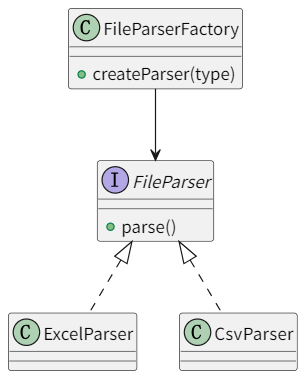 C FileParserFactory
createParser(type)
I FileParser
parse()
C ExcelParser
C CsvParser